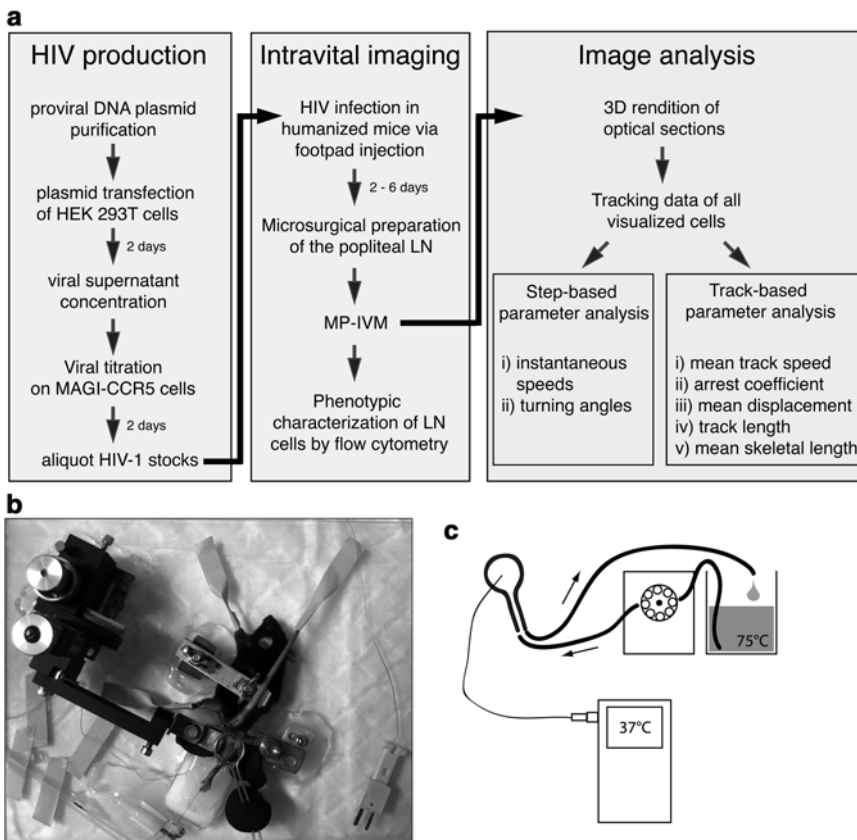 a
HIV production
proviral DNA plasmid
purification
plasmid transfection
of HEK 293T cells
2 days
viral supernatant
concentration
Viral titration
on MAGI-CCR5 cells
2 days
aliquot HIV-1 stocks
Intravital imaging
HIV infection in
humanized mice via
footpad injection
2 - 6 days
Microsurgical preparation
of the popliteal LN
MP-IVM
Phenotypic
characterization of LN
cells by flow cytometry
Image analysis
3D rendition of
optical sections
Tracking data of all
visualized cells
Step-based
parameter analysis
i) instantaneous
speeds
ii) turning angles
Track-based
parameter analysis
i) mean track speed
ii) arrest coefficient
iii) mean displacement
iv) track length
v) mean skeletal length
b
c
75°C
37°C